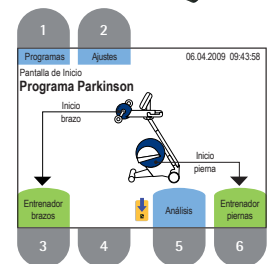 1 2
Programas Ajustes 06.04.2009 09:43:58
Pantalla de Inicio
Programa Parkinson
Inicio
brazo
Inicio
pierna
Entrenador
brazos
Análisis
Entrenador
piernas
3 4 5 6